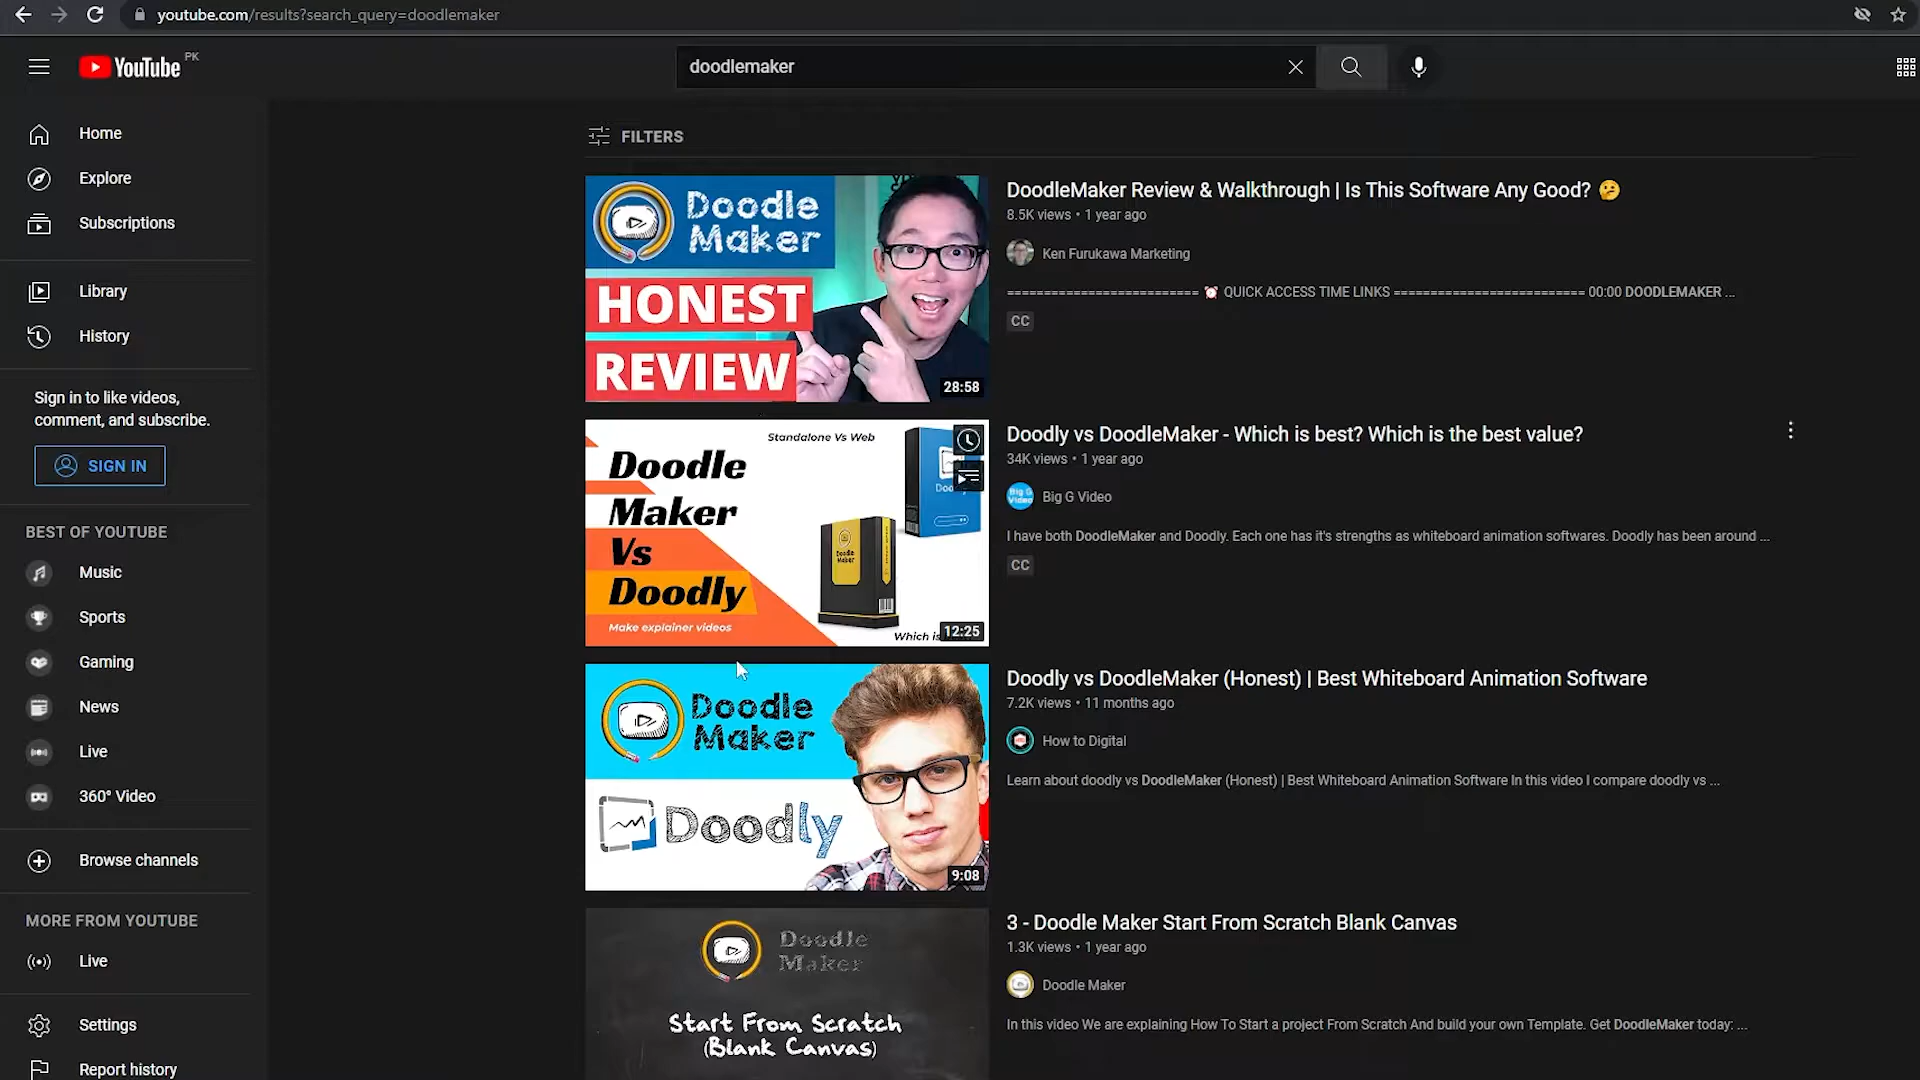 youtube.com/results?search_query=doodlemaker
YouTube PK
doodlemaker
Home
Explore
Subscriptions
Library
History
Sign in to like videos,
comment, and subscribe.
SIGN IN
BEST OF YOUTUBE
Music
Sports
Gaming
News
Live
360° Video
Browse channels
MORE FROM YOUTUBE
Live
Settings
Report history
FILTERS
Doodle
Maker
HONEST
REVIEW
28:58
DoodleMaker Review & Walkthrough | Is This Software Any Good? 🤔
8.5K views • 1 year ago
Ken Furukawa Marketing
========================== ⏰ QUICK ACCESS TIME LINKS ========================== 00:00 DOODLEMAKER ...
CC
Standalone Vs Web
Doodle
Maker
Vs
Doodly
Make explainer videos
Which is
12:25
Doodly vs DoodleMaker - Which is best? Which is the best value?
34K views • 1 year ago
Big G Video
I have both DoodleMaker and Doodly. Each one has it's strengths as whiteboard animation softwares. Doodly has been around ...
CC
Doodle
Maker
Doodly
9:08
Doodly vs DoodleMaker (Honest) | Best Whiteboard Animation Software
7.2K views • 11 months ago
How to Digital
Learn about doodly vs DoodleMaker (Honest) | Best Whiteboard Animation Software In this video I compare doodly vs ...
Doodle
Maker
Start From Scratch
(Blank Canvas)
3 - Doodle Maker Start From Scratch Blank Canvas
1.3K views • 1 year ago
Doodle Maker
In this video We are explaining How To Start a project From Scratch And build your own Template. Get DoodleMaker today: ...